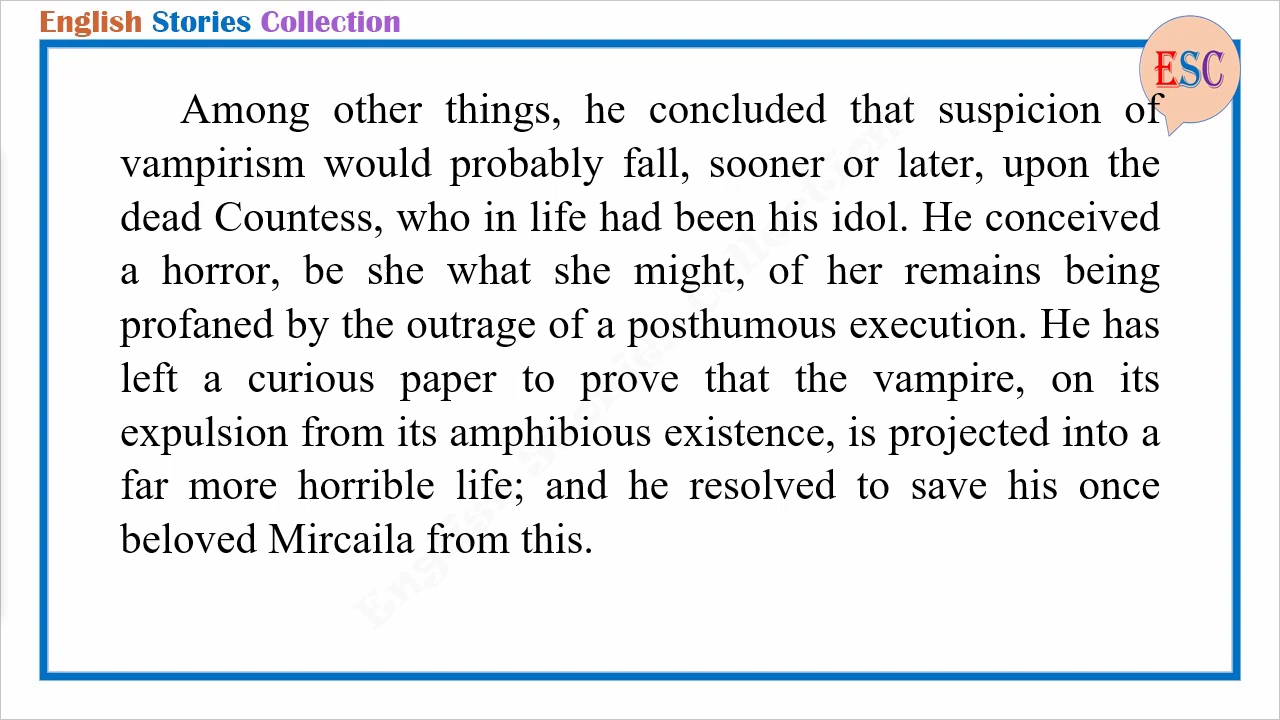 English Stories Collection
ESC
Among other things, he concluded that suspicion of
vampirism would probably fall, sooner or later, upon the
dead Countess, who in life had been his idol. He conceived
a horror, be she what she might, of her remains being
profaned by the outrage of a posthumous execution. He has
left a curious paper to prove that the vampire, on its
expulsion from its amphibious existence, is projected into a
far more horrible life; and he resolved to save his once
beloved Mircaila from this.
English Stories Collection